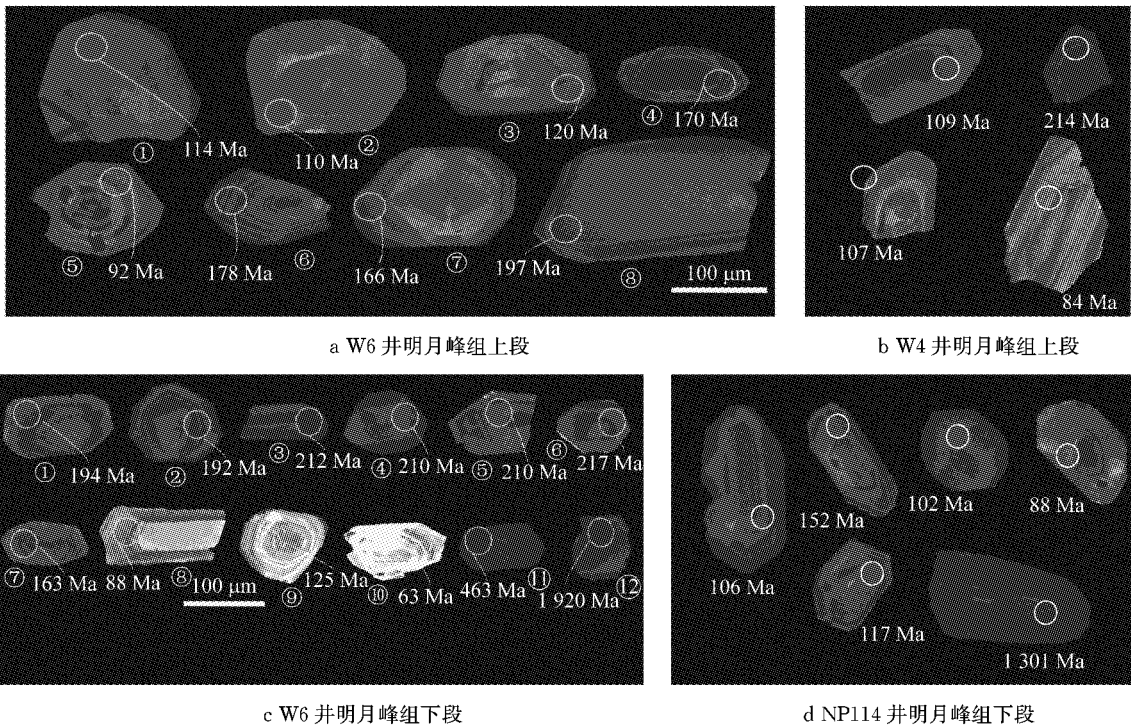 114 Ma
①
110 Ma
②
③
120 Ma
④
170 Ma
⑤
92 Ma
178 Ma
⑥
166 Ma
⑦
197 Ma
⑧
100 μm
a W6 井明月峰组上段
109 Ma
214 Ma
107 Ma
84 Ma
b W4 井明月峰组上段
① 194 Ma
② 192 Ma
③ 212 Ma
④ 210 Ma
⑤ 210 Ma
⑥ 217 Ma
⑦ 163 Ma
88 Ma ⑧
100 μm
⑨ 125 Ma
⑩ 63 Ma
463 Ma ⑪
1 920 Ma ⑫
c W6 井明月峰组下段
106 Ma
152 Ma
102 Ma
88 Ma
117 Ma
1 301 Ma
d NP114 井明月峰组下段